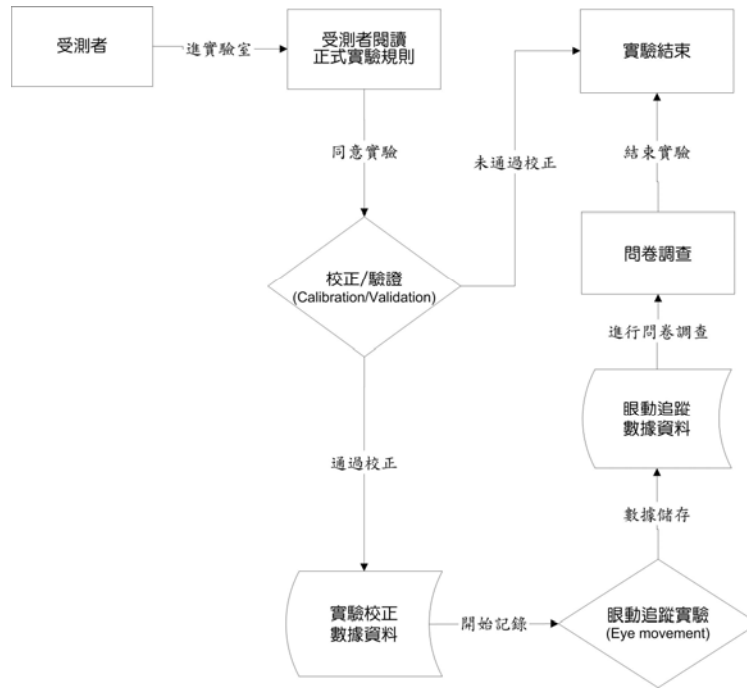 受測者
進實驗室
受測者閱讀
正式實驗規則
實驗結束
同意實驗
未通過校正
結束實驗
校正/驗證
(Calibration/Validation)
問卷調查
進行問卷調查
眼動追蹤
數據資料
通過校正
數據儲存
實驗校正
數據資料
開始記錄
眼動追蹤實驗
(Eye movement)